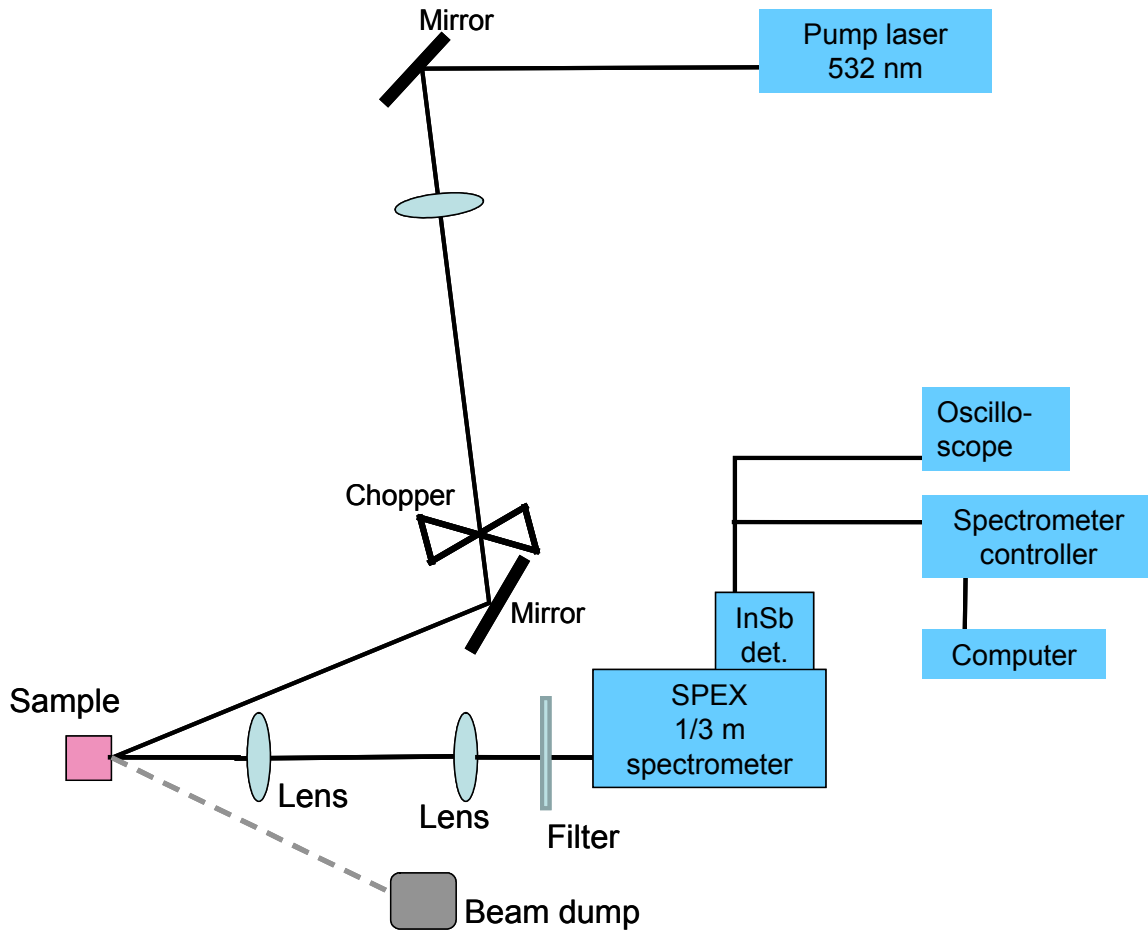 Mirror
Pump laser
532 nm
Oscillo-
scope
Chopper
Spectrometer
controller
Mirror
InSb
det.
Computer
Sample
SPEX
1/3 m
spectrometer
Lens
Lens
Filter
Beam dump